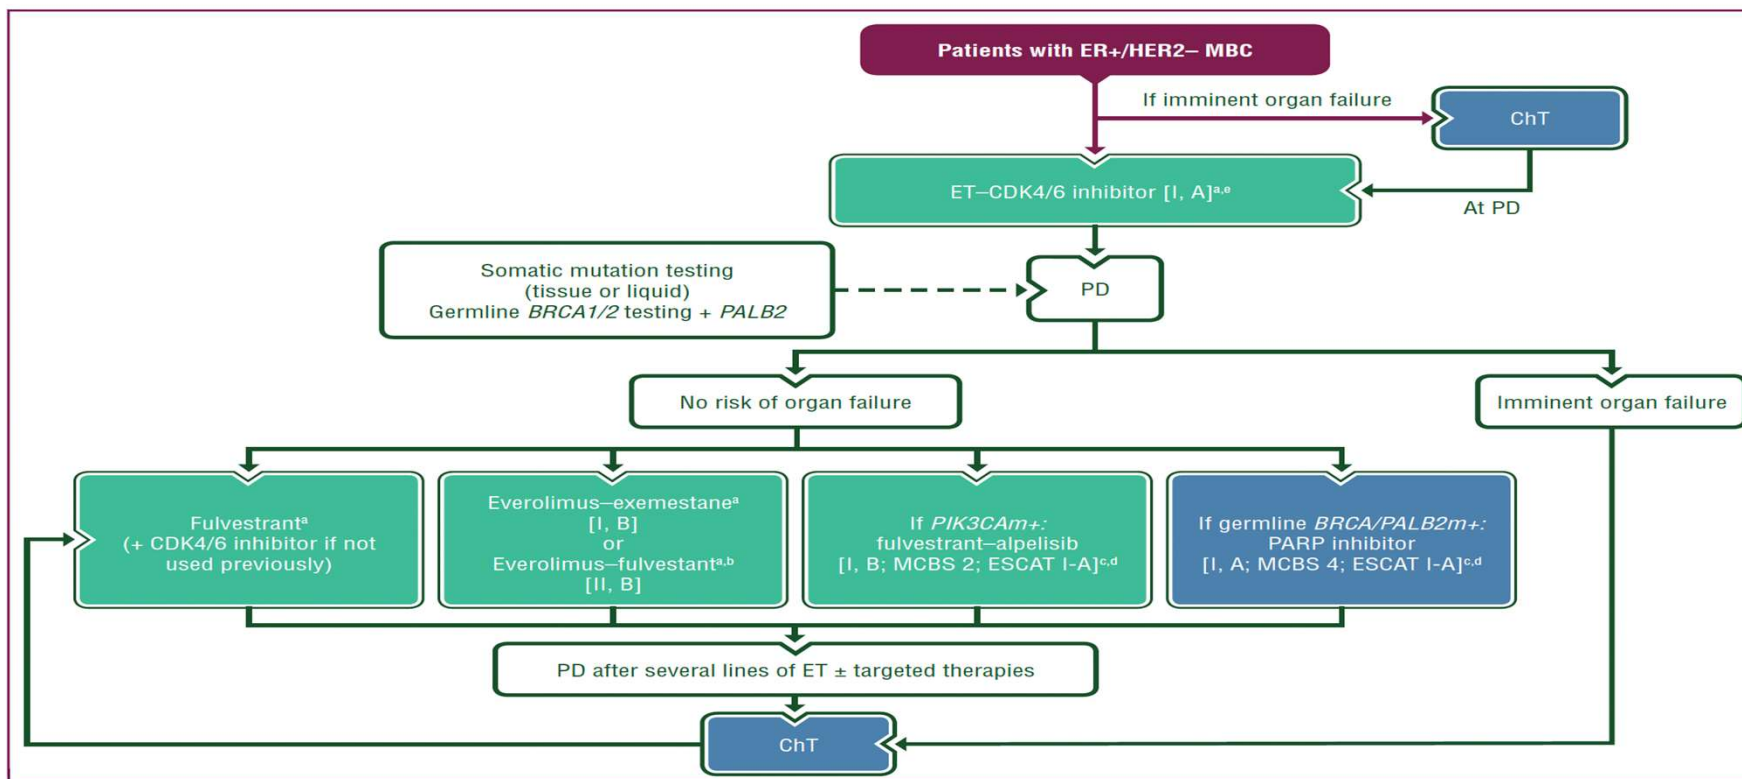 Patients with ER+/HER2– MBC
If imminent organ failure
ChT
ET–CDK4/6 inhibitor [I, A]a,e
At PD
Somatic mutation testing
(tissue or liquid)
Germline BRCA1/2 testing + PALB2
PD
No risk of organ failure
Imminent organ failure
Fulvestranta
(+ CDK4/6 inhibitor if not
used previously)
Everolimus–exemestanea
[I, B]
or
Everolimus–fulvestanta,b
[II, B]
If PIK3CAm+:
fulvestrant–alpelisib
[I, B; MCBS 2; ESCAT I-A]c,d
If germline BRCA/PALB2m+:
PARP inhibitor
[I, A; MCBS 4; ESCAT I-A]c,d
PD after several lines of ET ± targeted therapies
ChT